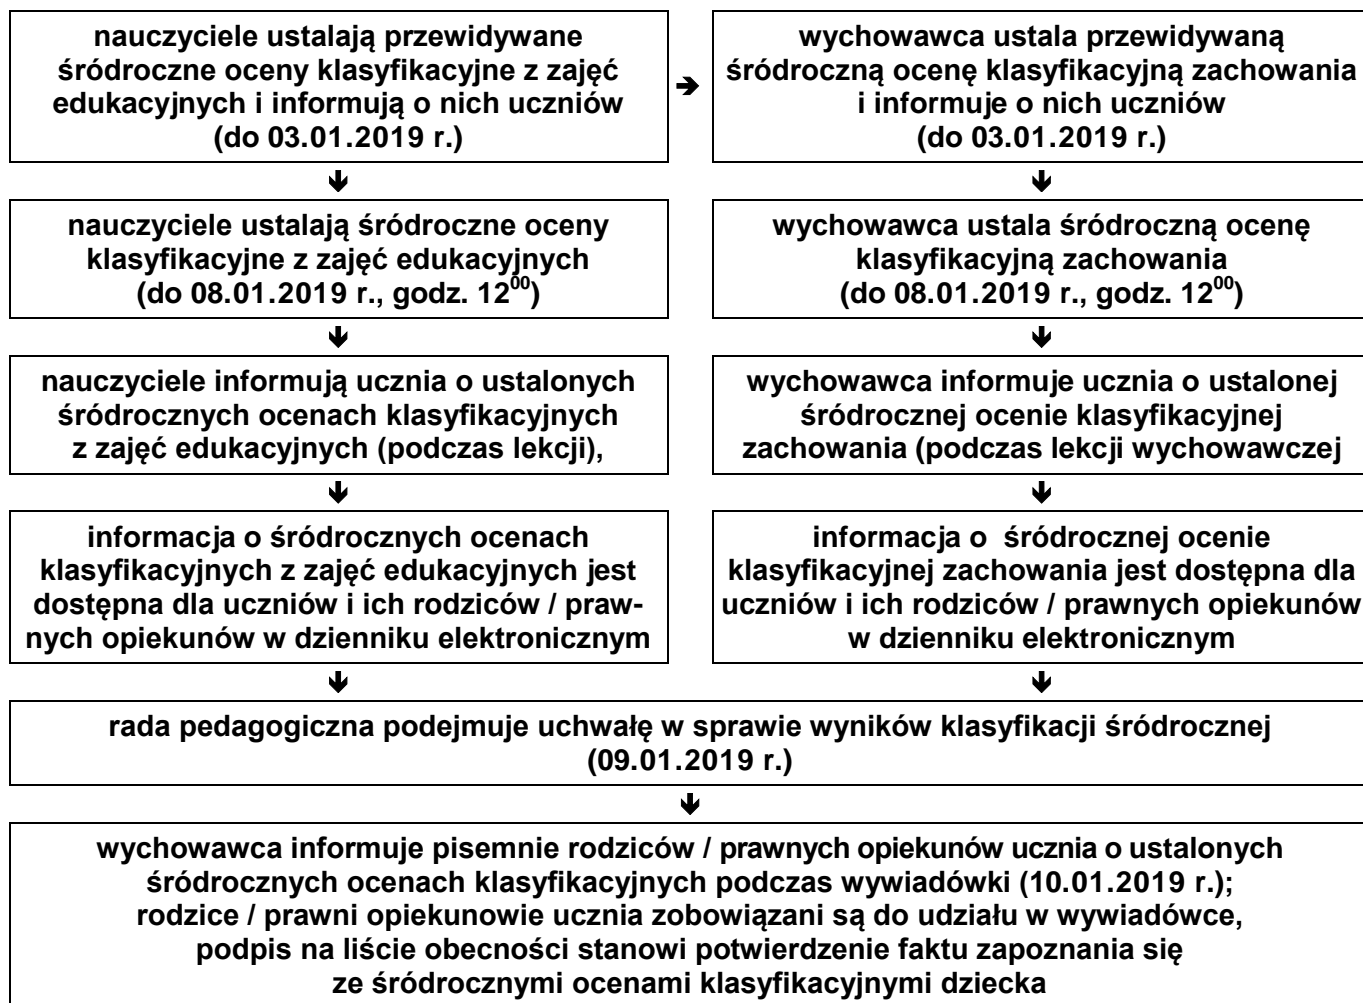 nauczyciele ustalają przewidywane
śródroczne oceny klasyfikacyjne z zajęć
edukacyjnych i informują o nich uczniów
(do 03.01.2019 r.)
wychowawca ustala przewidywaną
śródroczną ocenę klasyfikacyjną zachowania
i informuje o nich uczniów
(do 03.01.2019 r.)
nauczyciele ustalają śródroczne oceny
klasyfikacyjne z zajęć edukacyjnych
(do 08.01.2019 r., godz. 12⁰⁰)
wychowawca ustala śródroczną ocenę
klasyfikacyjną zachowania
(do 08.01.2019 r., godz. 12⁰⁰)
nauczyciele informują ucznia o ustalonych
śródrocznych ocenach klasyfikacyjnych
z zajęć edukacyjnych (podczas lekcji),
wychowawca informuje ucznia o ustalonej
śródrocznej ocenie klasyfikacyjnej
zachowania (podczas lekcji wychowawczej
informacja o śródrocznych ocenach
klasyfikacyjnych z zajęć edukacyjnych jest
dostępna dla uczniów i ich rodziców / praw-
nych opiekunów w dzienniku elektronicznym
informacja o śródrocznej ocenie
klasyfikacyjnej zachowania jest dostępna dla
uczniów i ich rodziców / prawnych opiekunów
w dzienniku elektronicznym
rada pedagogiczna podejmuje uchwałę w sprawie wyników klasyfikacji śródrocznej
(09.01.2019 r.)
wychowawca informuje pisemnie rodziców / prawnych opiekunów ucznia o ustalonych
śródrocznych ocenach klasyfikacyjnych podczas wywiadówki (10.01.2019 r.);
rodzice / prawni opiekunowie ucznia zobowiązani są do udziału w wywiadówce,
podpis na liście obecności stanowi potwierdzenie faktu zapoznania się
ze śródrocznymi ocenami klasyfikacyjnymi dziecka